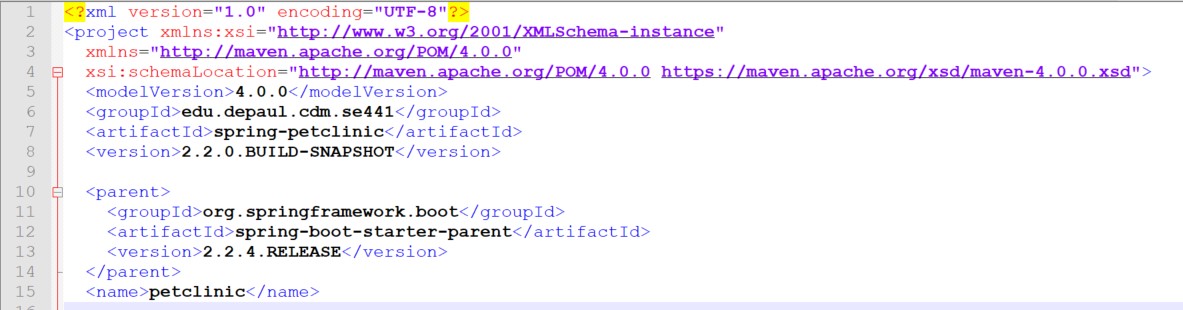 1 <?xml version="1.0" encoding="UTF-8"?>
2 <project xmlns:xsi="http://www.w3.org/2001/XMLSchema-instance"
3 xmlns="http://maven.apache.org/POM/4.0.0"
4 xsi:schemaLocation="http://maven.apache.org/POM/4.0.0 https://maven.apache.org/xsd/maven-4.0.0.xsd">
5 <modelVersion>4.0.0</modelVersion>
6 <groupId>edu.depaul.cdm.se441</groupId>
7 <artifactId>spring-petclinic</artifactId>
8 <version>2.2.0.BUILD-SNAPSHOT</version>
9
10 <parent>
11 <groupId>org.springframework.boot</groupId>
12 <artifactId>spring-boot-starter-parent</artifactId>
13 <version>2.2.4.RELEASE</version>
14 </parent>
15 <name>petclinic</name>
16